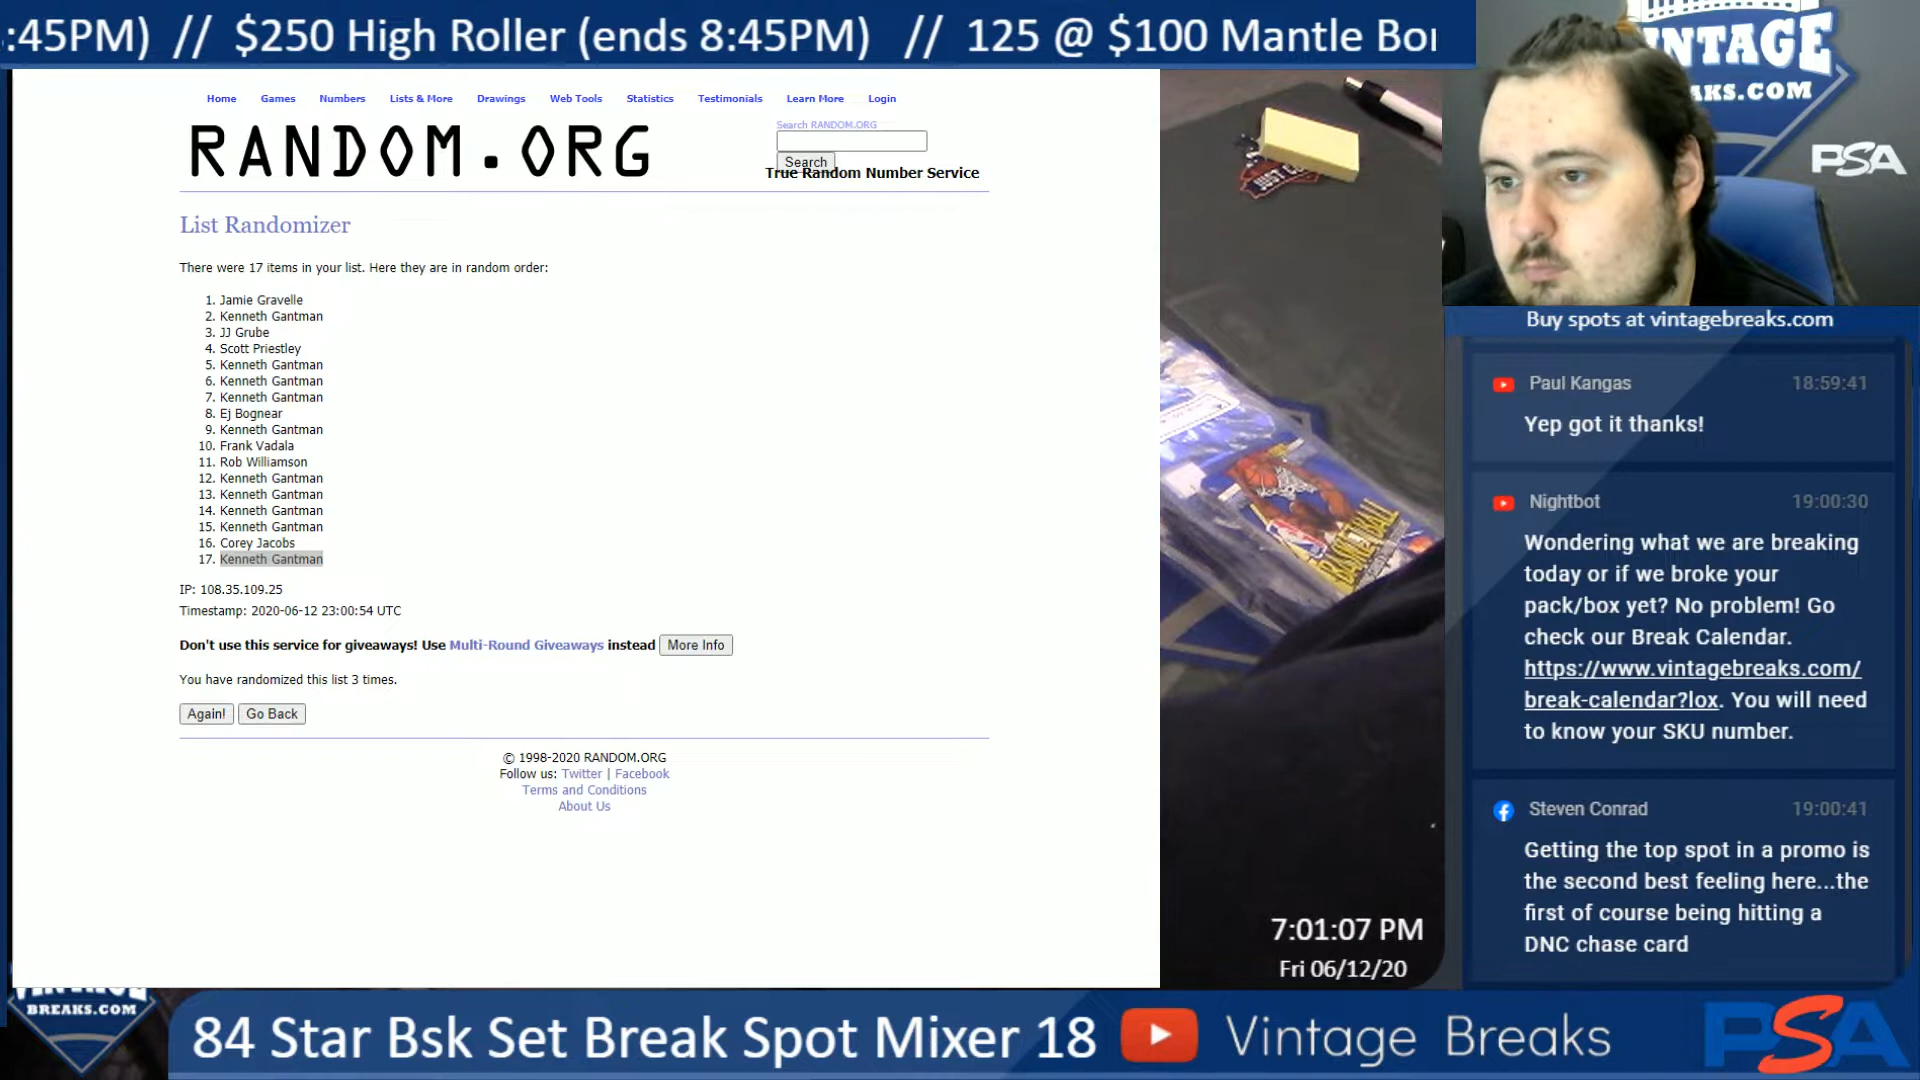 :45PM) // $250 High Roller (ends 8:45PM) // 125 @ $100 Mantle
Home Games Numbers Lists & More Drawings Web Tools Statistics Testimonials Learn More Login
RANDOM.ORG
Search RANDOM.ORG
Search
True Random Number Service
List Randomizer
There were 17 items in your list. Here they are in random order:
1. Jamie Gravelle
2. Kenneth Gantman
3. JJ Grube
4. Scott Priestley
5. Kenneth Gantman
6. Kenneth Gantman
7. Kenneth Gantman
8. Ej Bognear
9. Kenneth Gantman
10. Frank Vadala
11. Rob Williamson
12. Kenneth Gantman
13. Kenneth Gantman
14. Kenneth Gantman
15. Kenneth Gantman
16. Corey Jacobs
17. Kenneth Gantman
IP: 108.35.109.25
Timestamp: 2020-06-12 23:00:54 UTC
Don't use this service for giveaways! Use Multi-Round Giveaways instead More Info
You have randomized this list 3 times.
Again! Go Back
© 1998-2020 RANDOM.ORG
Follow us: Twitter | Facebook
Terms and Conditions
About Us
BASKETBALL
7:01:07 PM
Fri 06/12/20
PSA
Buy spots at vintagebreaks.com
Paul Kangas 18:59:41
Yep got it thanks!
Nightbot 19:00:30
Wondering what we are breaking
today or if we broke your
pack/box yet? No problem! Go
check our Break Calendar.
https://www.vintagebreaks.com/
break-calendar?lox. You will need
to know your SKU number.
Steven Conrad 19:00:41
Getting the top spot in a promo is
the second best feeling here...the
first of course being hitting a
DNC chase card
BREAKS.COM
84 Star Bsk Set Break Spot Mixer 18
Vintage Breaks
PSA